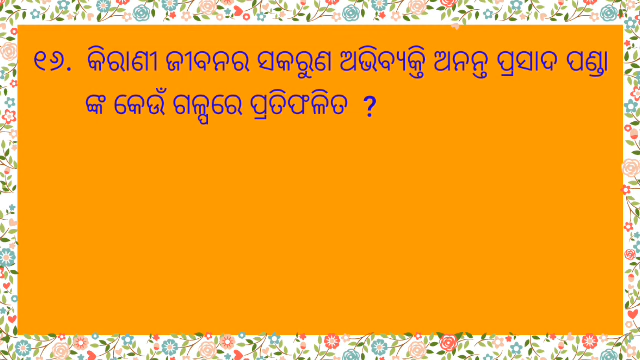 ୧୬. କିରାଣୀ ଜୀବନର ସକରୁଣ ଅଭିବ୍ୟକ୍ତି ଅନନ୍ତ ପ୍ରସାଦ ପଣ୍ଡା
ଙ୍କ କେଉଁ ଗଳ୍ପରେ ପ୍ରତିଫଳିତ ?